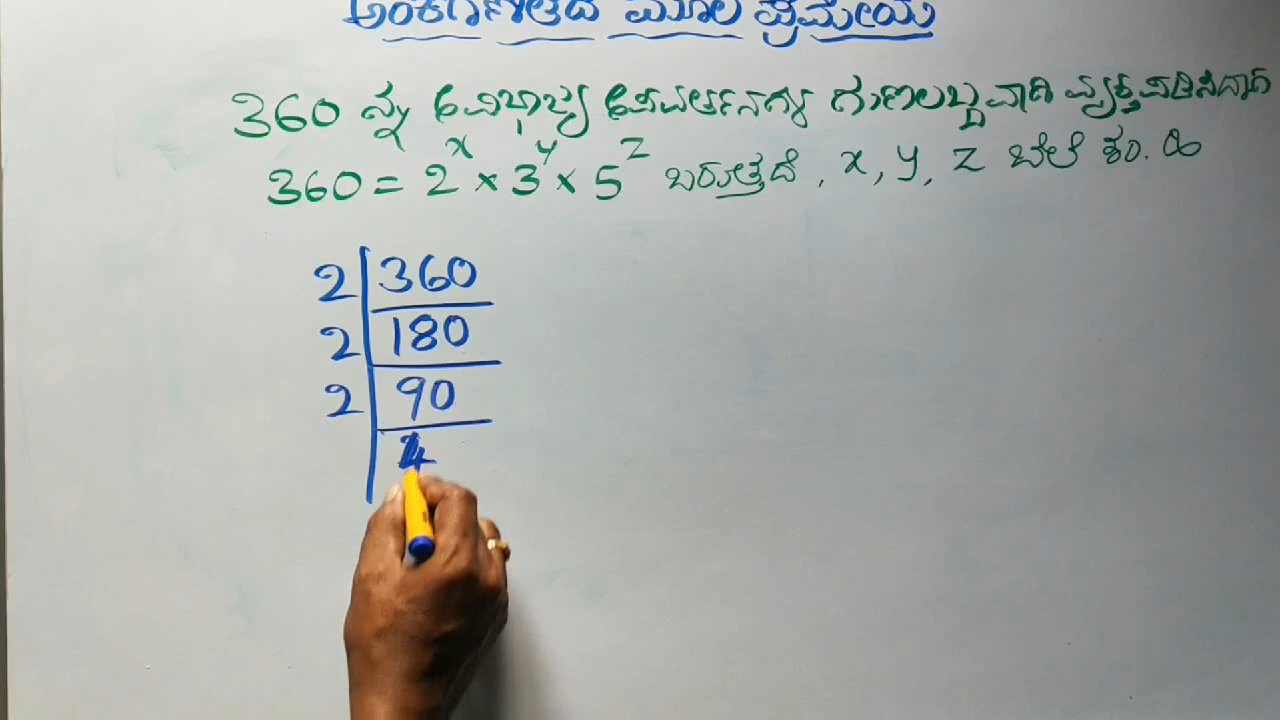 ಅಂಕಗಣಿತದ ಮೂಲ ಪ್ರಮೇಯ
360 ನ್ನು ಅವಿಭಾಜ್ಯ ಅಪವರ್ತನಗಳ ಗುಣಲಬ್ಧವಾಗಿ ವ್ಯಕ್ತಪಡಿಸಿದಾಗ
360 = 2^x × 3^y × 5^z ಬರುತ್ತದೆ, x, y, z ಬೆಲೆ ಕಂ. ಹಿ
2 360
2 180
2 90
4